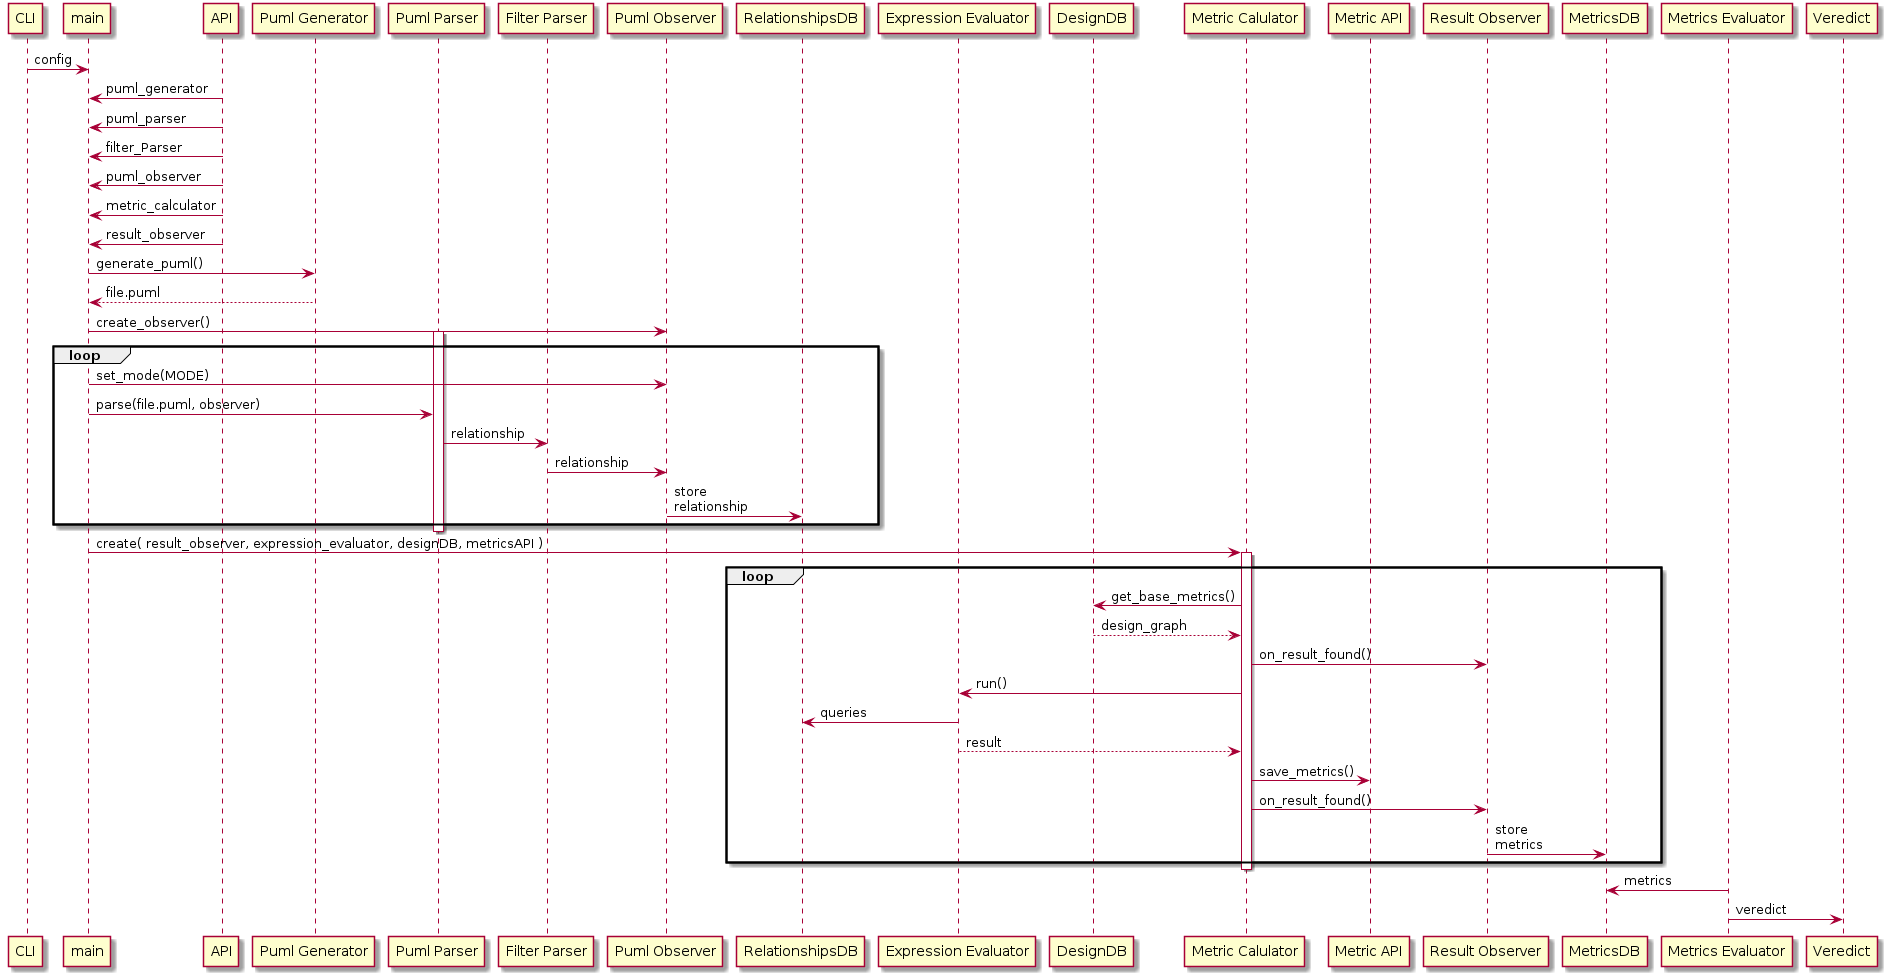 CLI main API Puml Generator Puml Parser Filter Parser Puml Observer RelationshipsDB Expression Evaluator DesignDB Metric Calulator Metric API Result Observer MetricsDB Metrics Evaluator Veredict
config
puml_generator
puml_parser
filter_Parser
puml_observer
metric_calculator
result_observer
generate_puml()
file.puml
create_observer()
loop
set_mode(MODE)
parse(file.puml, observer)
relationship
relationship
store
relationship
create( result_observer, expression_evaluator, designDB, metricsAPI )
loop
get_base_metrics()
design_graph
on_result_found()
run()
queries
result
save_metrics()
on_result_found()
store
metrics
metrics
veredict
CLI main API Puml Generator Puml Parser Filter Parser Puml Observer RelationshipsDB Expression Evaluator DesignDB Metric Calulator Metric API Result Observer MetricsDB Metrics Evaluator Veredict